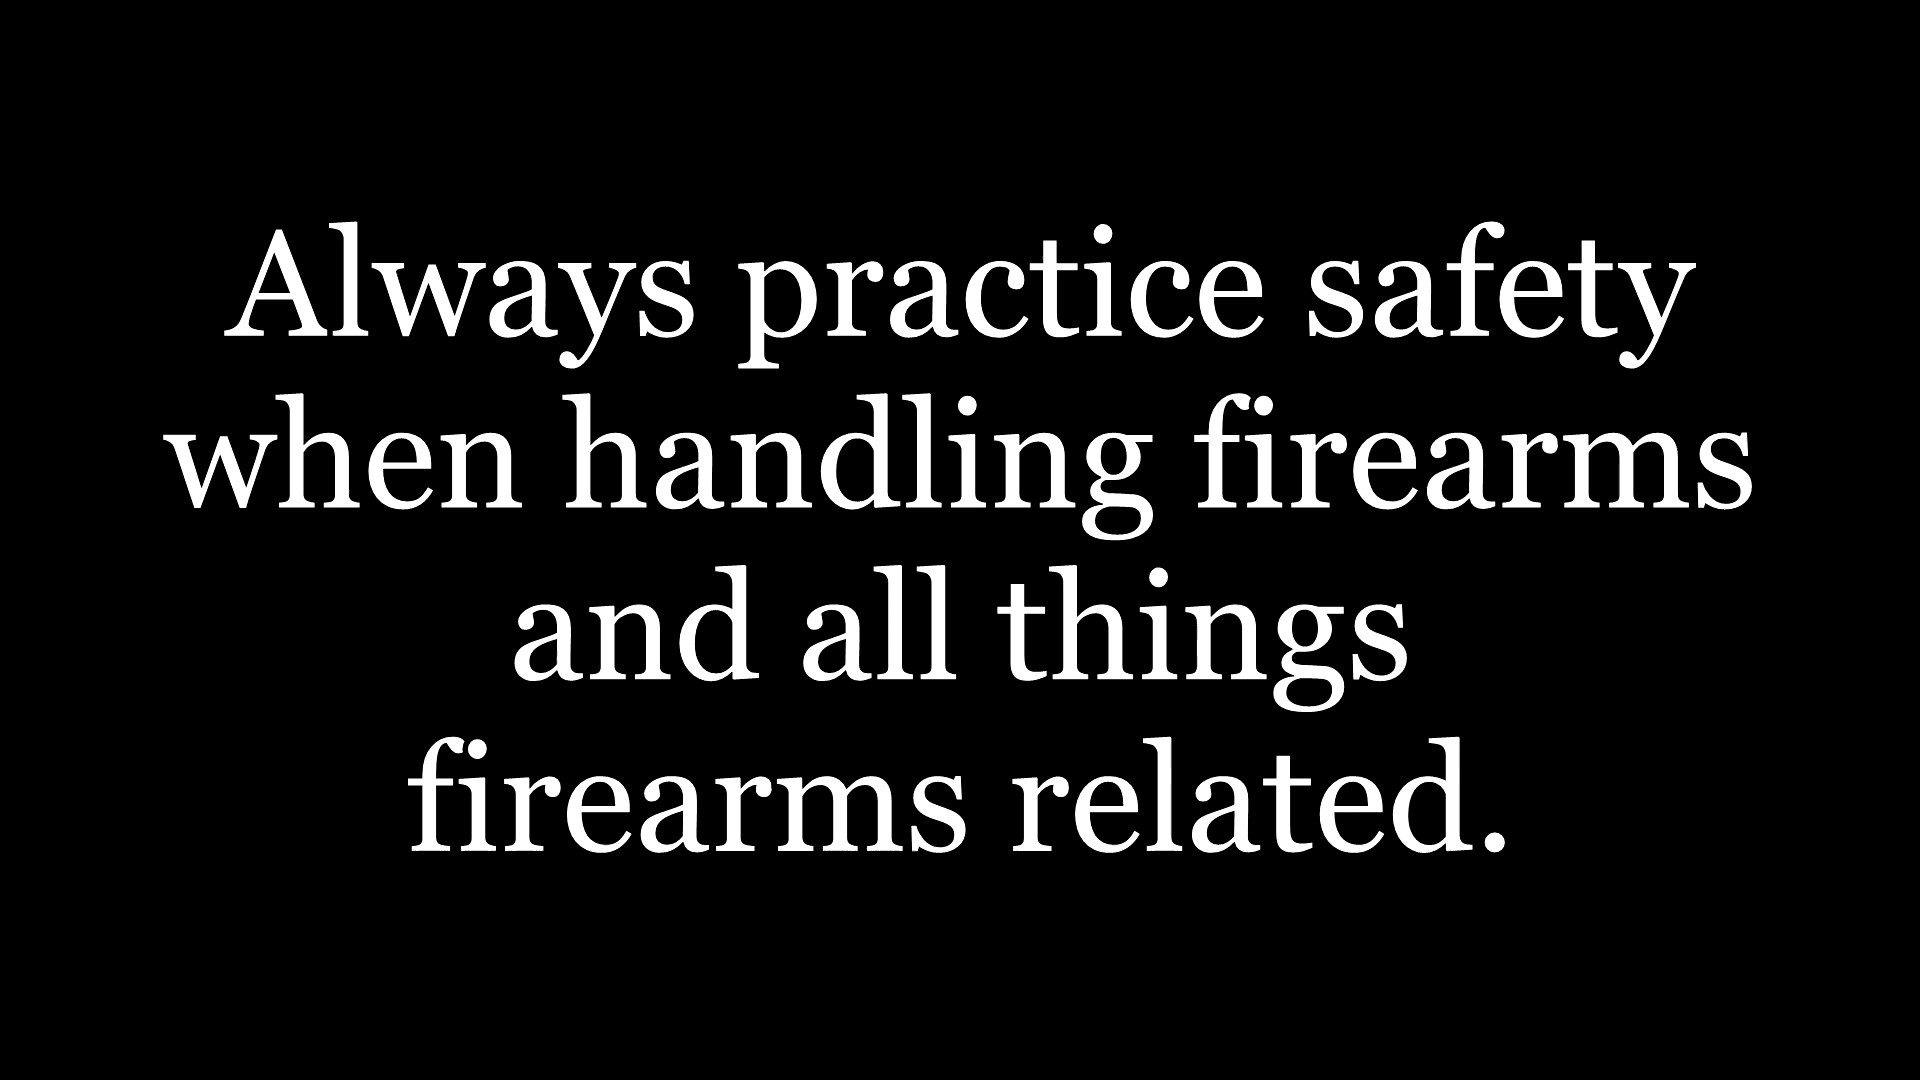 Always practice safety
when handling firearms
and all things
firearms related.